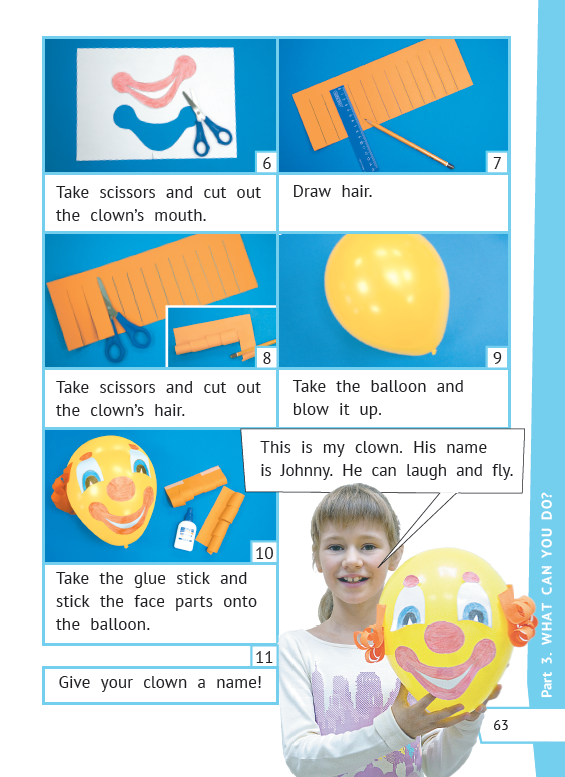 6
7
Take scissors and cut out
the clown's mouth.
Draw hair.
8
9
Take scissors and cut out
the clown's hair.
Take the balloon and
blow it up.
This is my clown. His name
is Johnny. He can laugh and fly.
10
Take the glue stick and
stick the face parts onto
the balloon.
11
Give your clown a name!
Part 3. WHAT CAN YOU DO?
63